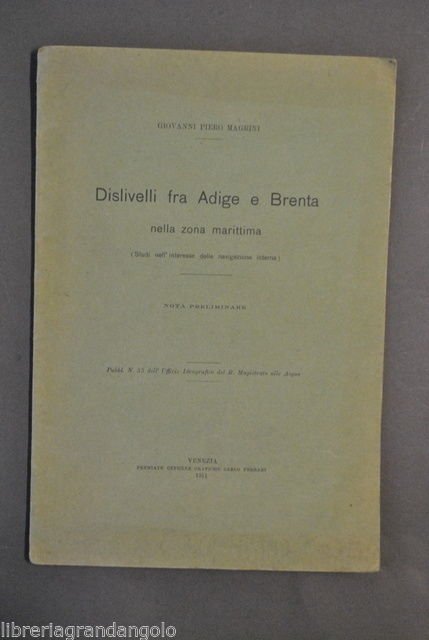 GIOVANNI PIERO MAGRINI
Dislivelli fra Adige e Brenta
nella zona marittima
(Studi nell' interesse della navigazione interna)
NOTA PRELIMINARE
Pubbl. N. 35 dell' Ufficio Idrografico del R. Magistrato alle Acque
VENEZIA
PREMIATE OFFICINE GRAFICHE CARLO FERRARI
1911
libreriagrandangolo